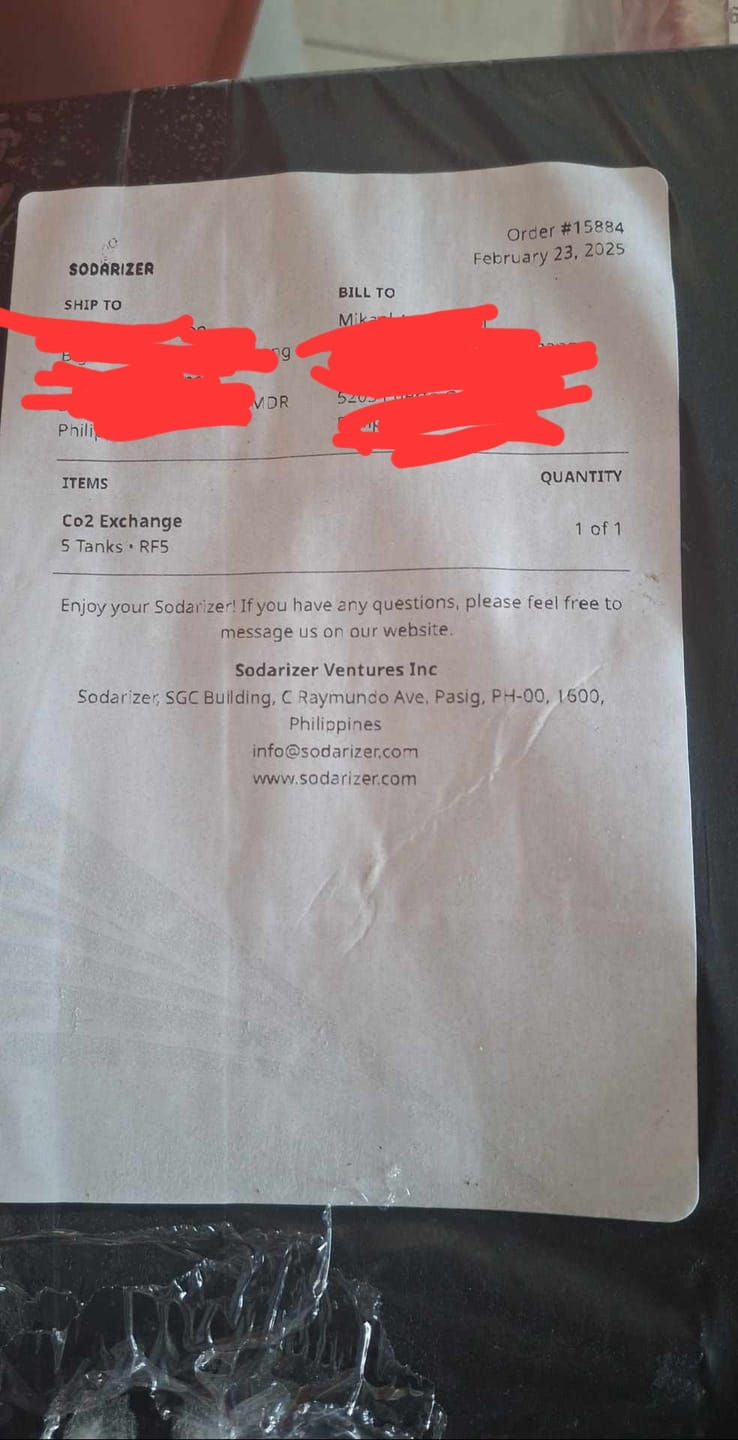 Order #15884
February 23, 2025
SODARIZER
SHIP TO
BILL TO
MDR
ITEMS
QUANTITY
Co2 Exchange
1 of 1
5 Tanks • RF5
Enjoy your Sodarizer! If you have any questions, please feel free to
message us on our website.
Sodarizer Ventures Inc
Sodarizer, SGC Building, C Raymundo Ave, Pasig, PH-00, 1600,
Philippines
info@sodarizer.com
www.sodarizer.com